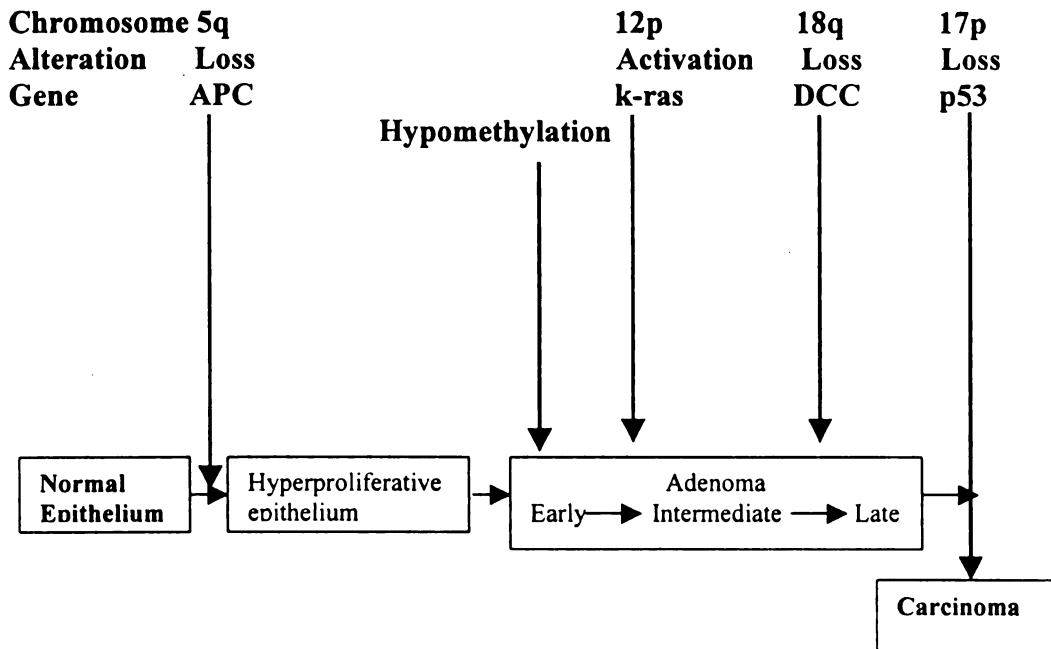 Chromosome 5q 12p 18q 17p
Alteration Loss Activation Loss Loss
Gene APC k-ras DCC p53
Hypomethylation
Normal Epithelium
Hyperproliferative epithelium
Adenoma
Early Intermediate Late
Carcinoma